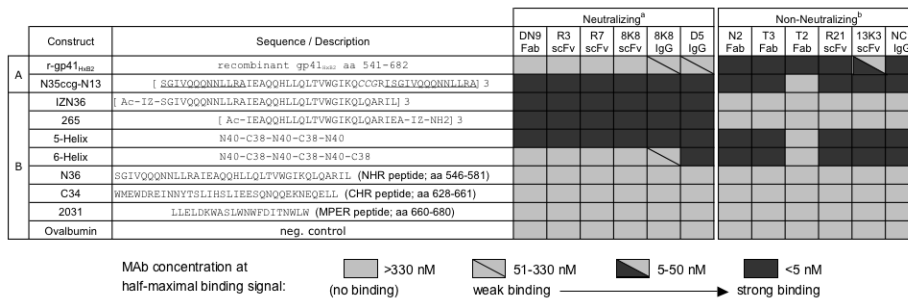 Neutralizingᵃ Non-Neutralizingᵇ
Construct Sequence / Description DN9 Fab R3 scFv R7 scFv 8K8 scFv 8K8 IgG D5 IgG N2 Fab T3 Fab T2 Fab R21 scFv 13K3 scFv NC IgG
A
r-gp41HxB2 recombinant gp41HxB2 aa 541-682
N35ccg-N13 [ SGIVQQQNNLLRAIEAQQHLLQLTVWGIKQCCGRIVSGIVQQQNNLLRA] 3
B
IZN36 [ Ac-IZ-SGIVQQQNNLLRAIEAQQHLLQLTVWGIKQLQARIL] 3
265 [ Ac-IEAQQHLLQLTVWGIKQLQARIEA-IZ-NH2] 3
5-Helix N40-C38-N40-C38-N40
6-Helix N40-C38-N40-C38-N40-C38
N36 SGIVQQQNNLLRAIEAQQHLLQLTVWGIKQLQARIL (NHR peptide; aa 546-581)
C34 WMEWDREINNYTSLIHSLIEESQNQQEKNEQELL (CHR peptide; aa 628-661)
2031 LLELDKWASLWNWFDITNWLW (MPER peptide; aa 660-680)
Ovalbumin neg. control
MAb concentration at
half-maximal binding signal:
>330 nM 51-330 nM 5-50 nM <5 nM
(no binding) weak binding strong binding